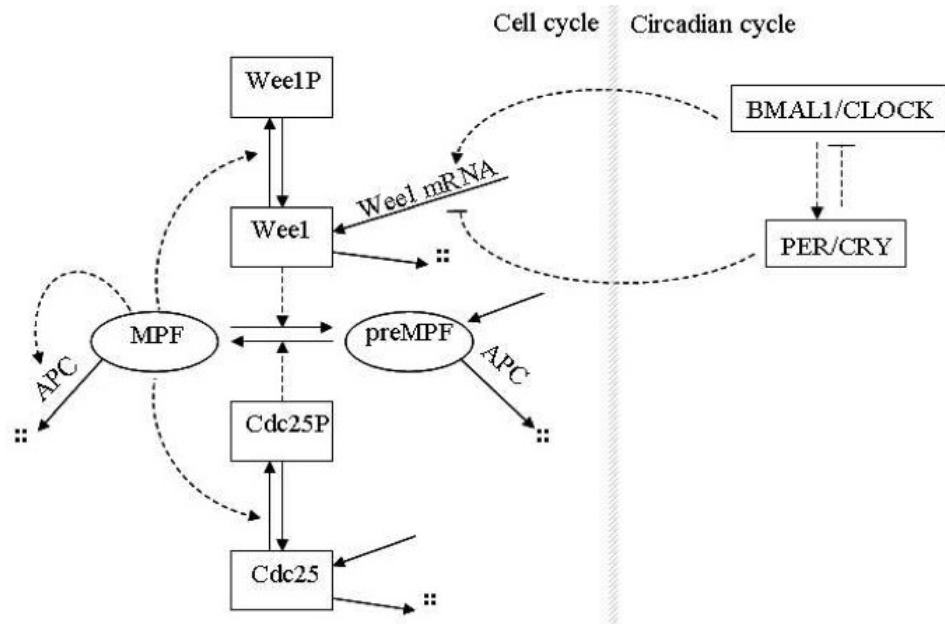 Cell cycle
Circadian cycle
Wee1P
BMAL1/CLOCK
Wee1 mRNA
Wee1
PER/CRY
MPF
preMPF
APC
APC
Cdc25P
Cdc25